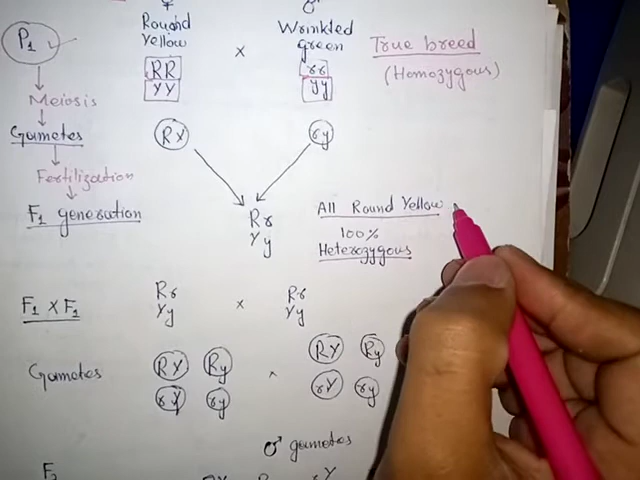 ♀ ♂
Round Wrinkled
P₁ Yellow × green True breed
RR rr (Homozygous)
YY yy
Meiosis
Gametes RY ry
Fertilization
F₁ generation Rr All Round Yellow
Yy 100%
Heterozygous
F₁ × F₁ Rr × Rr
Yy Yy
Gametes RY Ry × RY Ry
rY ry rY ry
♂ gametes
F₂